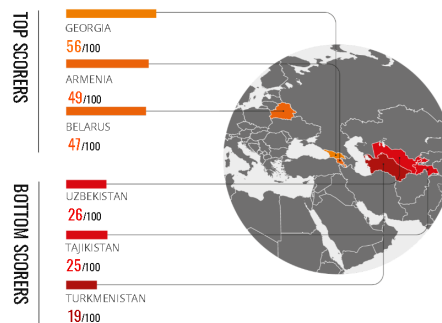 TOP SCORERS
GEORGIA
56/100
ARMENIA
49/100
BELARUS
47/100
BOTTOM SCORERS
UZBEKISTAN
26/100
TAJIKISTAN
25/100
TURKMENISTAN
19/100